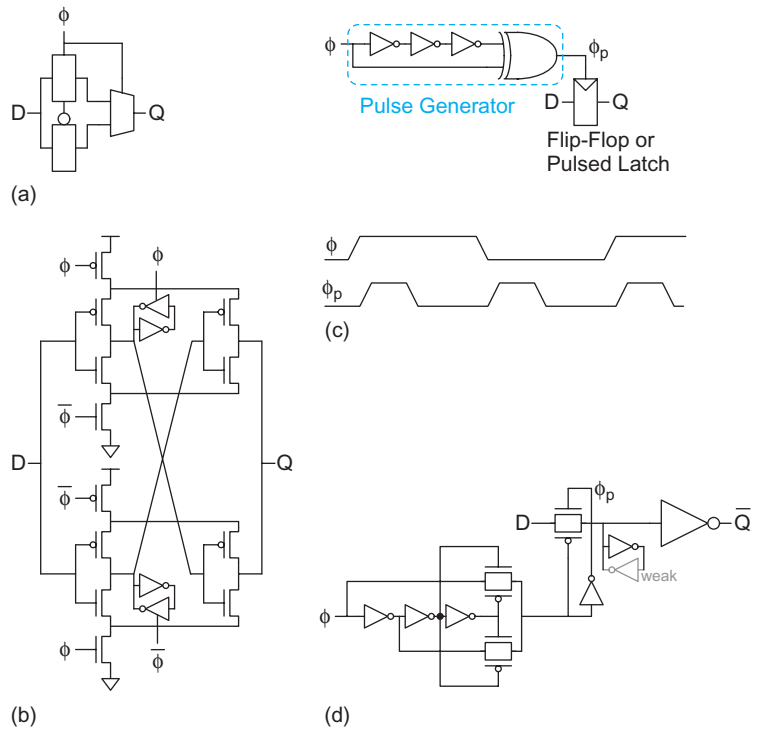 ϕ
D
Q
(a)
ϕ
ϕp
Pulse Generator
D
Q
Flip-Flop or
Pulsed Latch
ϕ
ϕp
(c)
ϕ
ϕ
ϕ̅
D
Q
ϕ̅
ϕ
ϕ̅
(b)
D
ϕp
Q̅
weak
ϕ
(d)